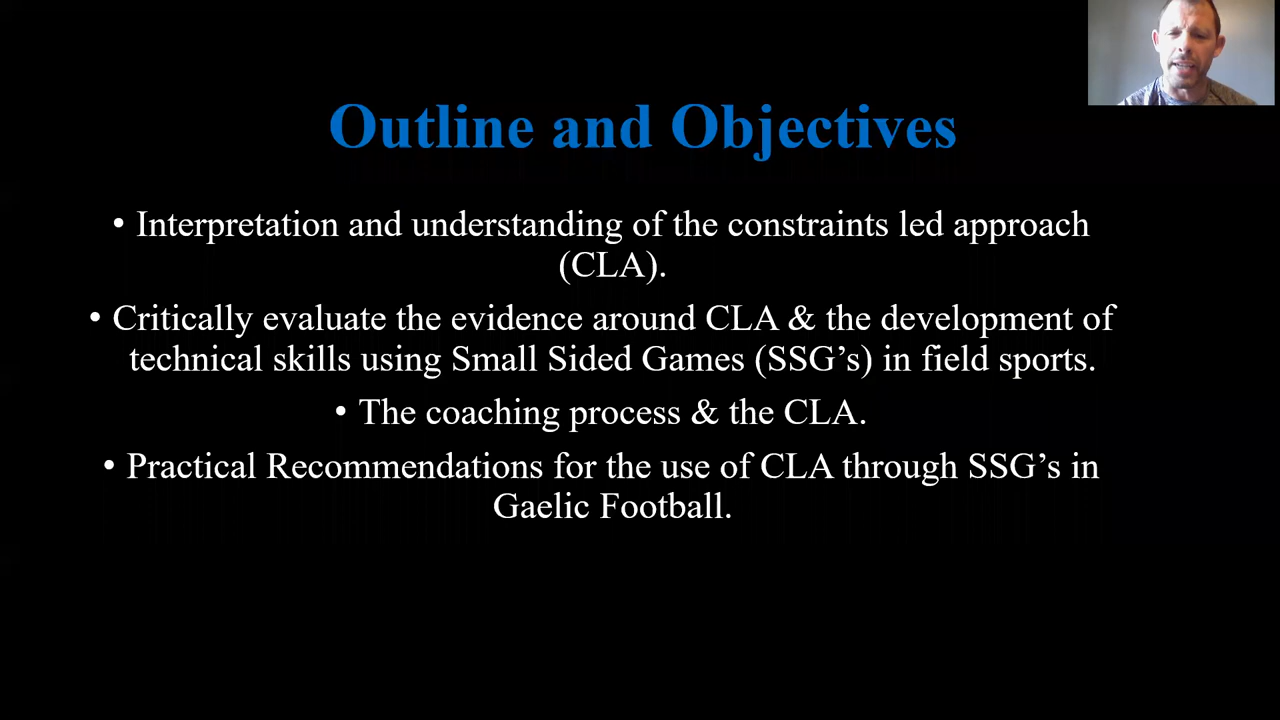 Outline and Objectives
• Interpretation and understanding of the constraints led approach
(CLA).
• Critically evaluate the evidence around CLA & the development of
technical skills using Small Sided Games (SSG’s) in field sports.
• The coaching process & the CLA.
• Practical Recommendations for the use of CLA through SSG’s in
Gaelic Football.